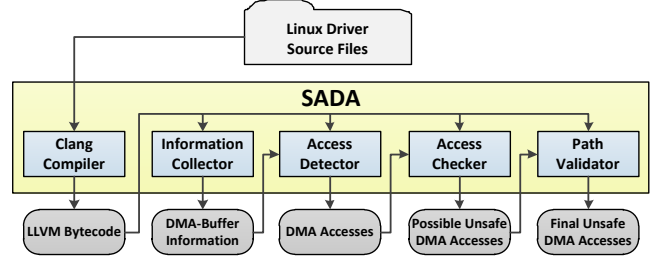 Linux Driver
Source Files
SADA
Clang
Compiler
Information
Collector
Access
Detector
Access
Checker
Path
Validator
LLVM Bytecode
DMA-Buffer
Information
DMA Accesses
Possible Unsafe
DMA Accesses
Final Unsafe
DMA Accesses